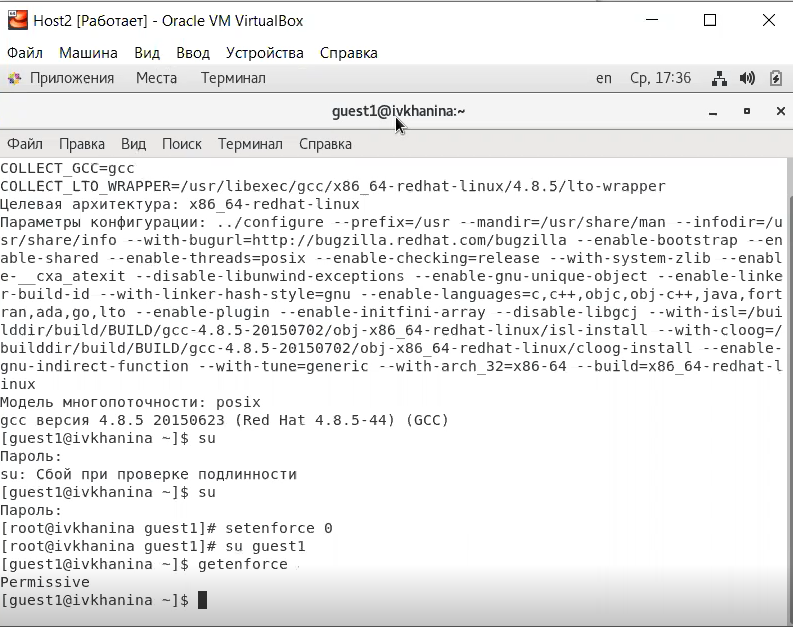 Host2 [Работает] - Oracle VM VirtualBox
Файл Машина Вид Ввод Устройства Справка
Приложения Места Терминал en Ср, 17:36
guest1@ivkhanina:~
Файл Правка Вид Поиск Терминал Справка
COLLECT_GCC=gcc
COLLECT_LTO_WRAPPER=/usr/libexec/gcc/x86_64-redhat-linux/4.8.5/lto-wrapper
Целевая архитектура: x86_64-redhat-linux
Параметры конфигурации: ../configure --prefix=/usr --mandir=/usr/share/man --infodir=/u
sr/share/info --with-bugurl=http://bugzilla.redhat.com/bugzilla --enable-bootstrap --en
able-shared --enable-threads=posix --enable-checking=release --with-system-zlib --enabl
e-__cxa_atexit --disable-libunwind-exceptions --enable-gnu-unique-object --enable-linke
r-build-id --with-linker-hash-style=gnu --enable-languages=c,c++,objc,obj-c++,java,fort
ran,ada,go,lto --enable-plugin --enable-initfini-array --disable-libgcj --with-isl=/bui
lddir/build/BUILD/gcc-4.8.5-20150702/obj-x86_64-redhat-linux/isl-install --with-cloog=/
builddir/build/BUILD/gcc-4.8.5-20150702/obj-x86_64-redhat-linux/cloog-install --enable-
gnu-indirect-function --with-tune=generic --with-arch_32=x86-64 --build=x86_64-redhat-l
inux
Модель многопоточности: posix
gcc версия 4.8.5 20150623 (Red Hat 4.8.5-44) (GCC)
[guest1@ivkhanina ~]$ su
Пароль:
su: Сбой при проверке подлинности
[guest1@ivkhanina ~]$ su
Пароль:
[root@ivkhanina guest1]# setenforce 0
[root@ivkhanina guest1]# su guest1
[guest1@ivkhanina ~]$ getenforce
Permissive
[guest1@ivkhanina ~]$